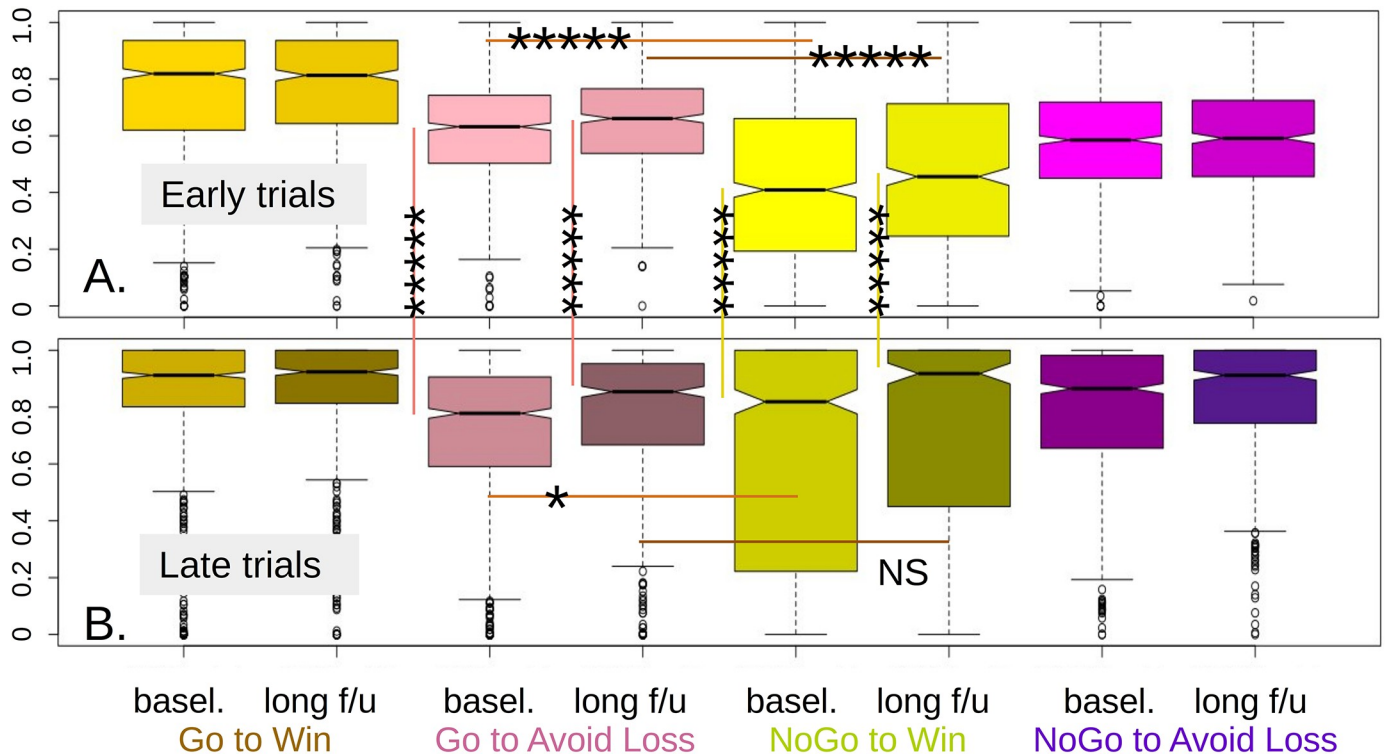 1.0
*****
*****
0.8
0.6
0.4
Early trials
0.2
*****
*****
*****
*****
A.
0
1.0
0.8
0.6
*
0.4
NS
Late trials
0.2
B.
0
basel. long f/u basel. long f/u basel. long f/u basel. long f/u
Go to Win Go to Avoid Loss NoGo to Win NoGo to Avoid Loss